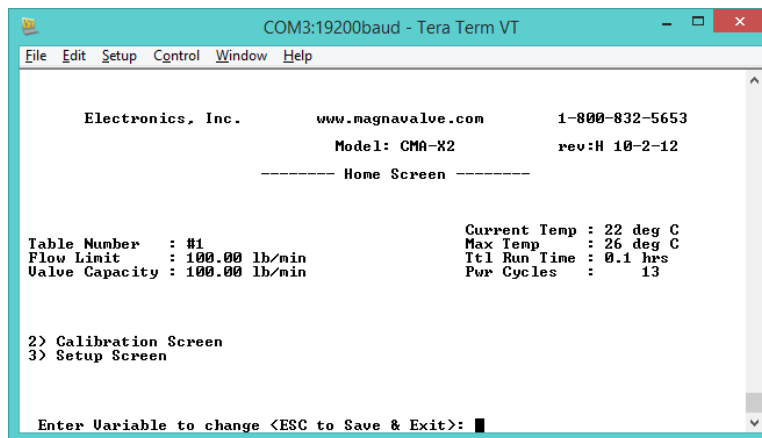 COM3:19200baud - Tera Term VT
File Edit Setup Control Window Help
Electronics, Inc. www.magnavalve.com 1-800-832-5653
Model: CMA-X2 rev:H 10-2-12
-------- Home Screen --------
Current Temp : 22 deg C
Table Number : #1 Max Temp : 26 deg C
Flow Limit : 100.00 lb/min Ttl Run Time : 0.1 hrs
Valve Capacity : 100.00 lb/min Pwr Cycles : 13
2) Calibration Screen
3) Setup Screen
Enter Variable to change <ESC to Save & Exit>: